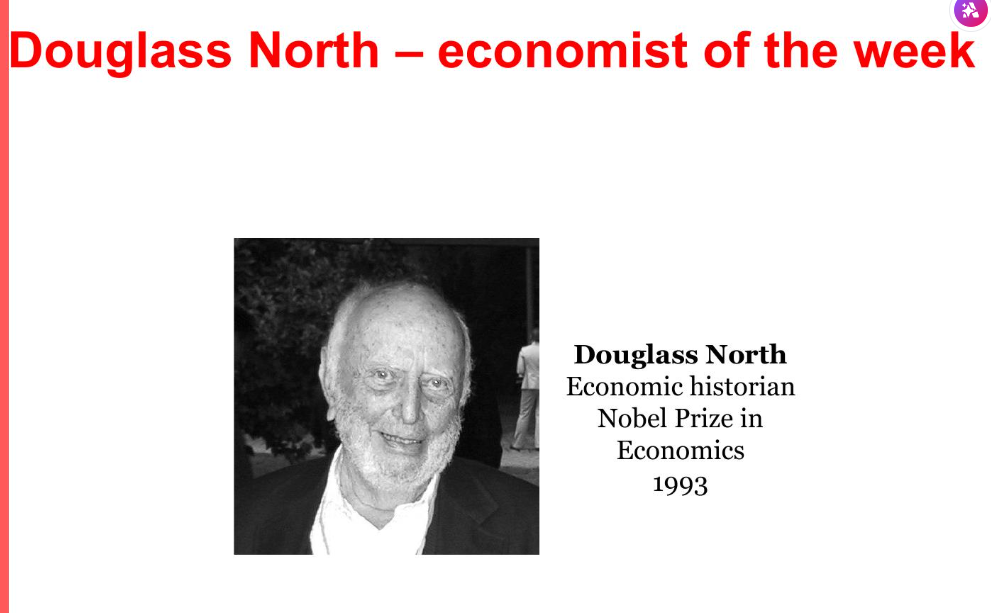 Douglass North – economist of the week
Douglass North
Economic historian
Nobel Prize in
Economics
1993